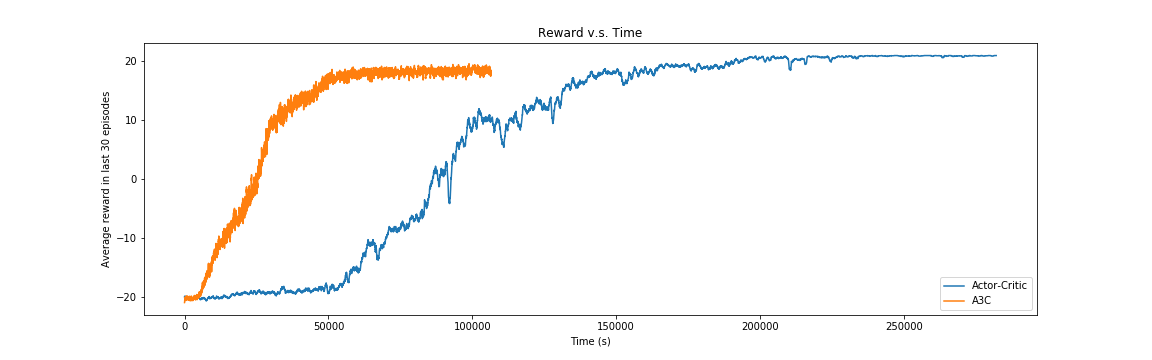 Reward v.s. Time
Average reward in last 30 episodes
20
10
0
−10
−20
0
50000
100000
150000
200000
250000
Time (s)
Actor-Critic
A3C